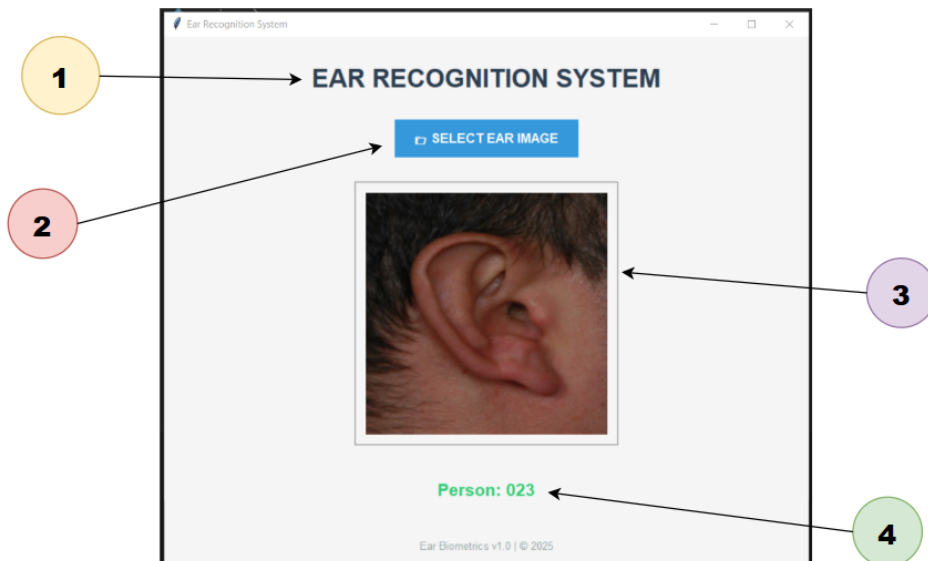 Ear Recognition System
1
EAR RECOGNITION SYSTEM
SELECT EAR IMAGE
2
3
Person: 023
4
Ear Biometrics v1.0 | © 2025